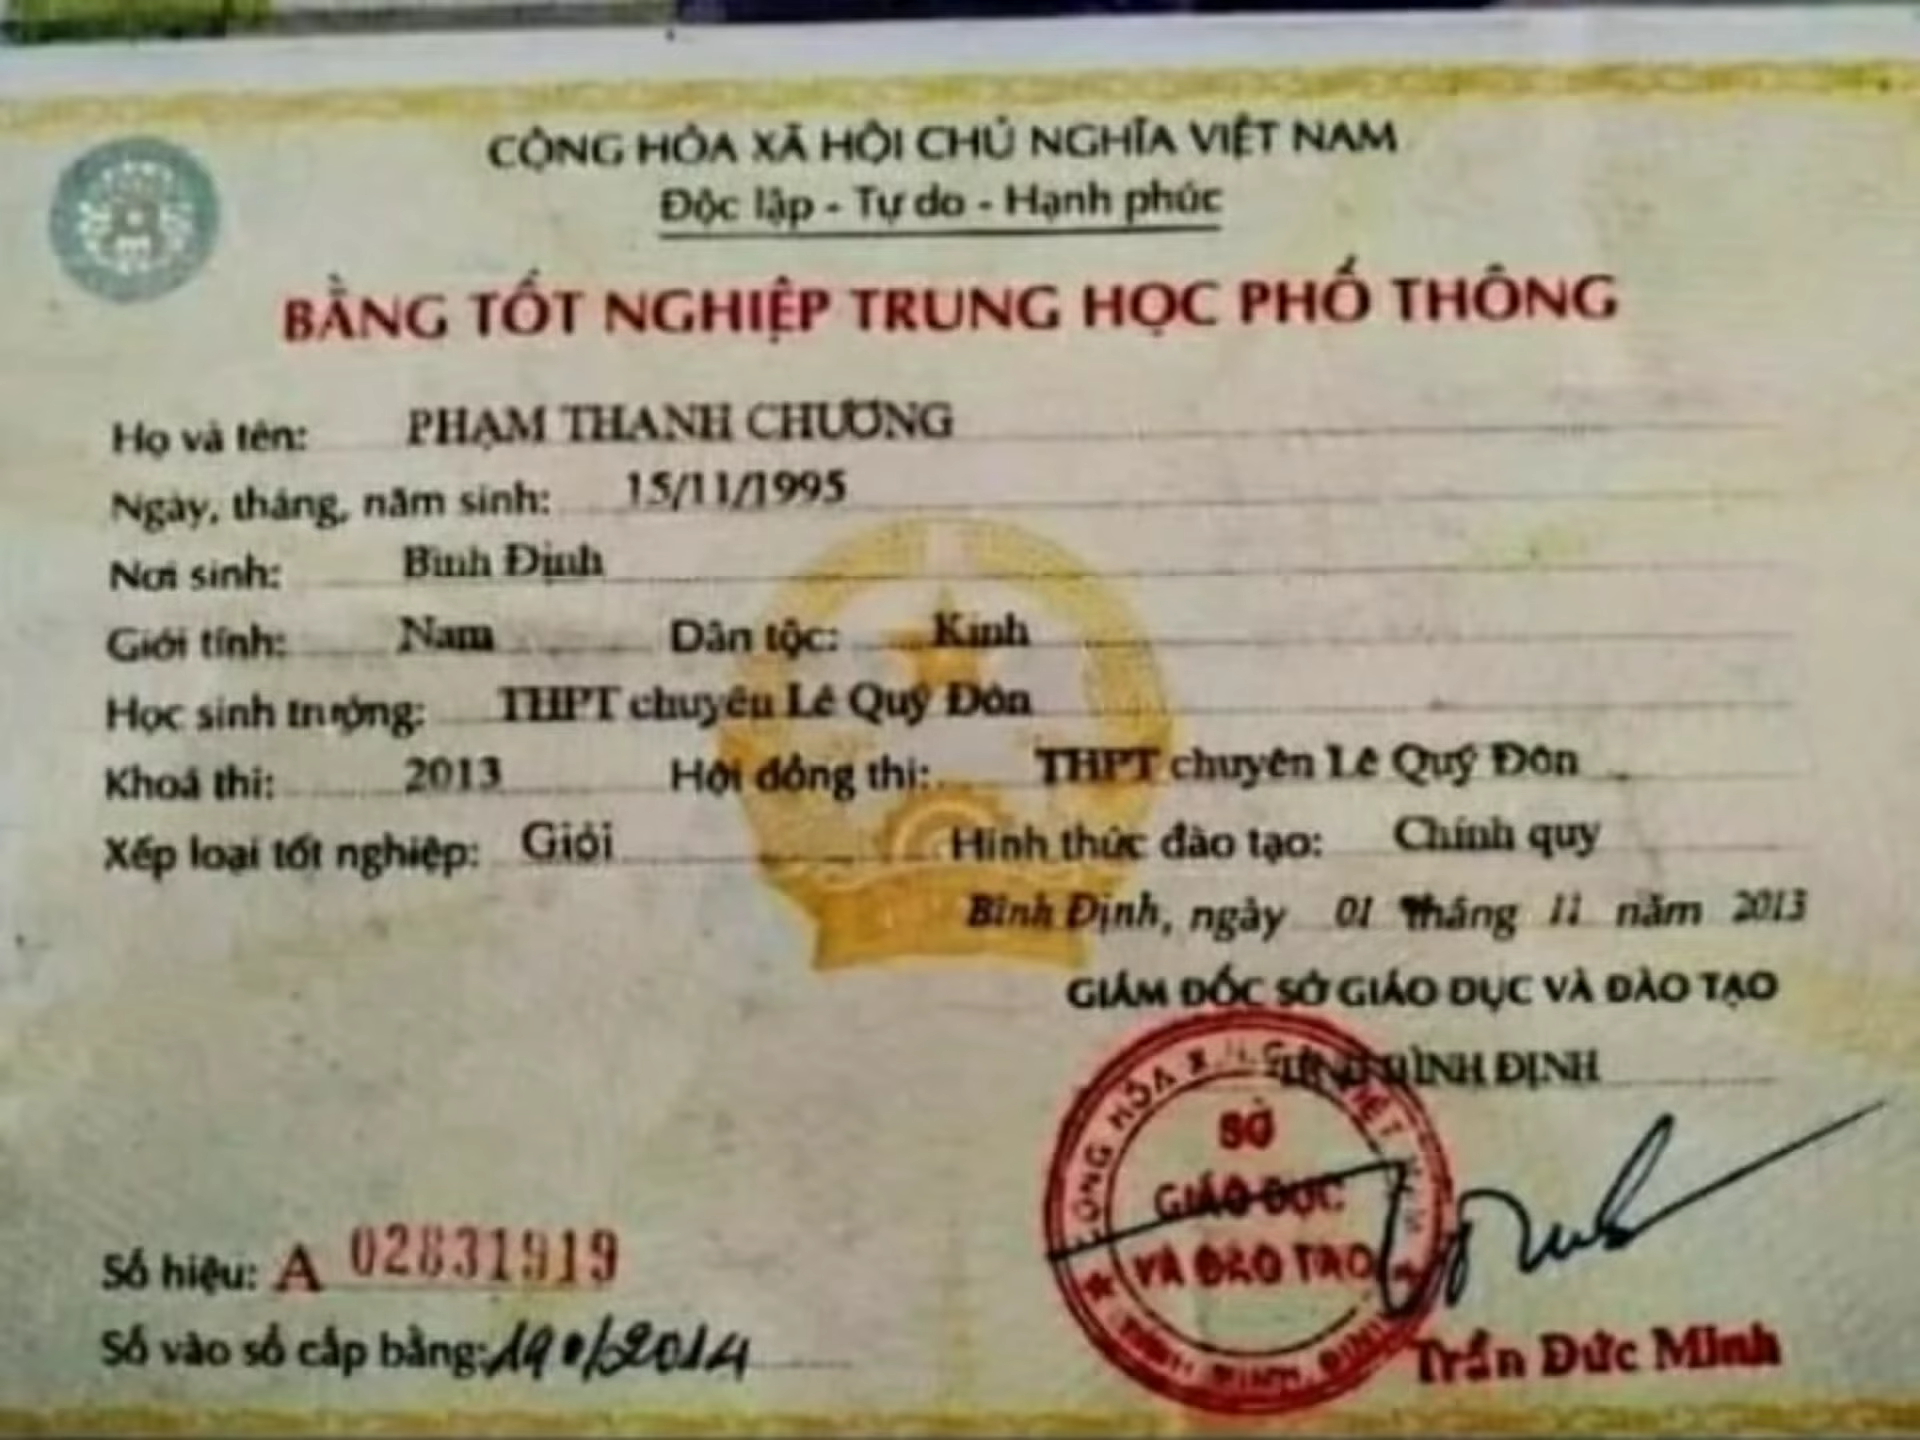 CỘNG HÒA XÃ HỘI CHỦ NGHĨA VIỆT NAM
Độc lập - Tự do - Hạnh phúc
BẰNG TỐT NGHIỆP TRUNG HỌC PHỔ THÔNG
Họ và tên: PHẠM THANH CHƯƠNG
Ngày, tháng, năm sinh: 15/11/1995
Nơi sinh: Bình Định
Giới tính: Nam Dân tộc: Kinh
Học sinh trường: THPT chuyên Lê Quý Đôn
Khoá thi: 2013 Hội đồng thi: THPT chuyên Lê Quý Đôn
Xếp loại tốt nghiệp: Giỏi Hình thức đào tạo: Chính quy
Bình Định, ngày 01 tháng 11 năm 2013
GIÁM ĐỐC SỞ GIÁO DỤC VÀ ĐÀO TẠO
BÌNH ĐỊNH
CỘNG HÒA VIỆT NAM
SỞ
GIÁO DỤC
VÀ ĐÀO TẠO
Số hiệu: A 02831919
Số vào sổ cấp bằng: /2014
Trần Đức Minh